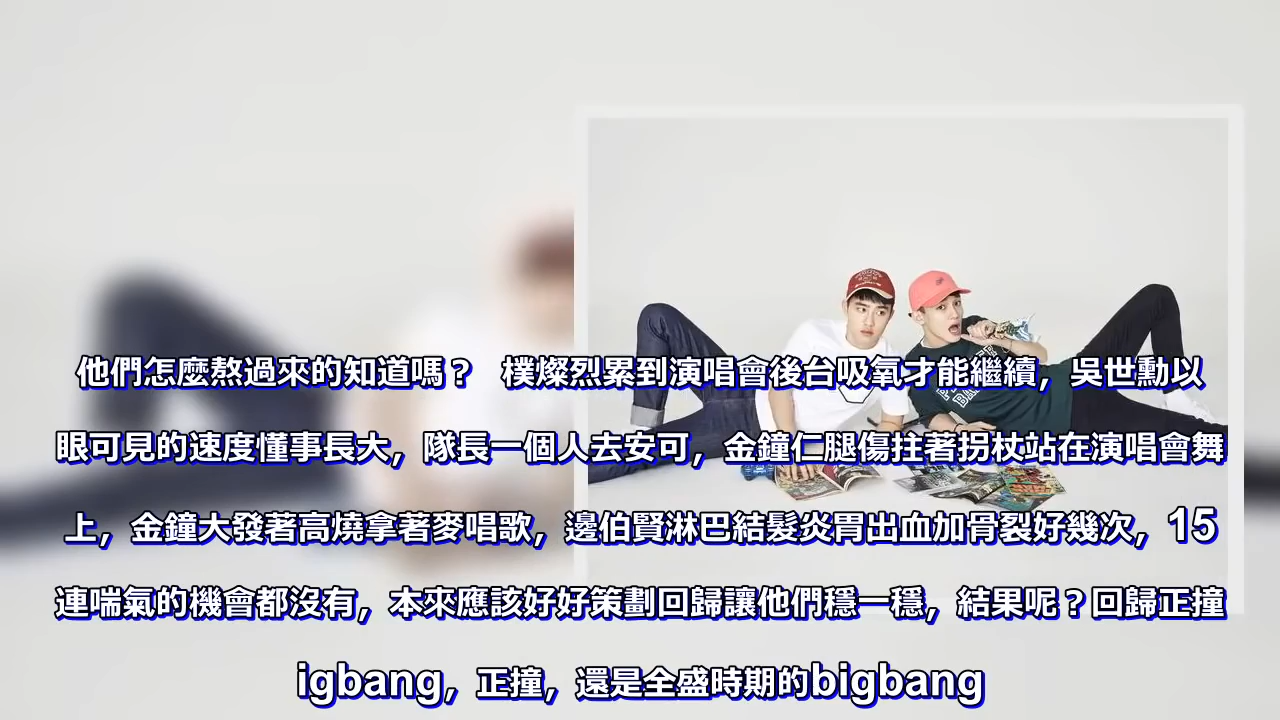 他們怎麼熬過來的知道嗎？ 樸燦烈累到演唱會後台吸氧才能繼續，吳世勳以
眼可見的速度懂事長大，隊長一個人去安可，金鐘仁腿傷拄著拐杖站在演唱會舞
上，金鐘大發著高燒拿著麥唱歌，邊伯賢淋巴結髮炎胃出血加骨裂好幾次，15
連喘氣的機會都沒有，本來應該好好策劃回歸讓他們穩一穩，結果呢？回歸正撞
igbang，正撞，還是全盛時期的bigbang